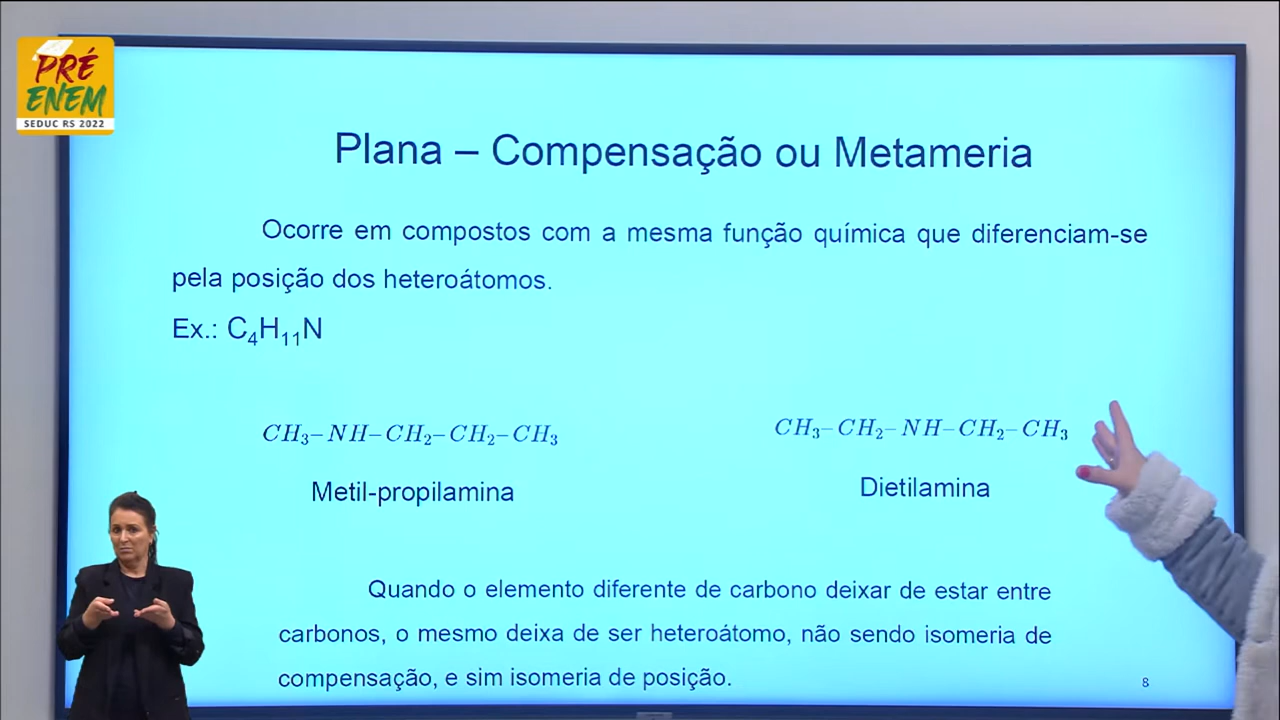 PRÉ
ENEM
SEDUC RS 2022
Plana – Compensação ou Metameria
Ocorre em compostos com a mesma função química que diferenciam-se
pela posição dos heteroátomos.
Ex.: C₄H₁₁N
CH₃–NH–CH₂–CH₂–CH₃
CH₃–CH₂–NH–CH₂–CH₃
Metil-propilamina
Dietilamina
Quando o elemento diferente de carbono deixar de estar entre
carbonos, o mesmo deixa de ser heteroátomo, não sendo isomeria de
compensação, e sim isomeria de posição.
8